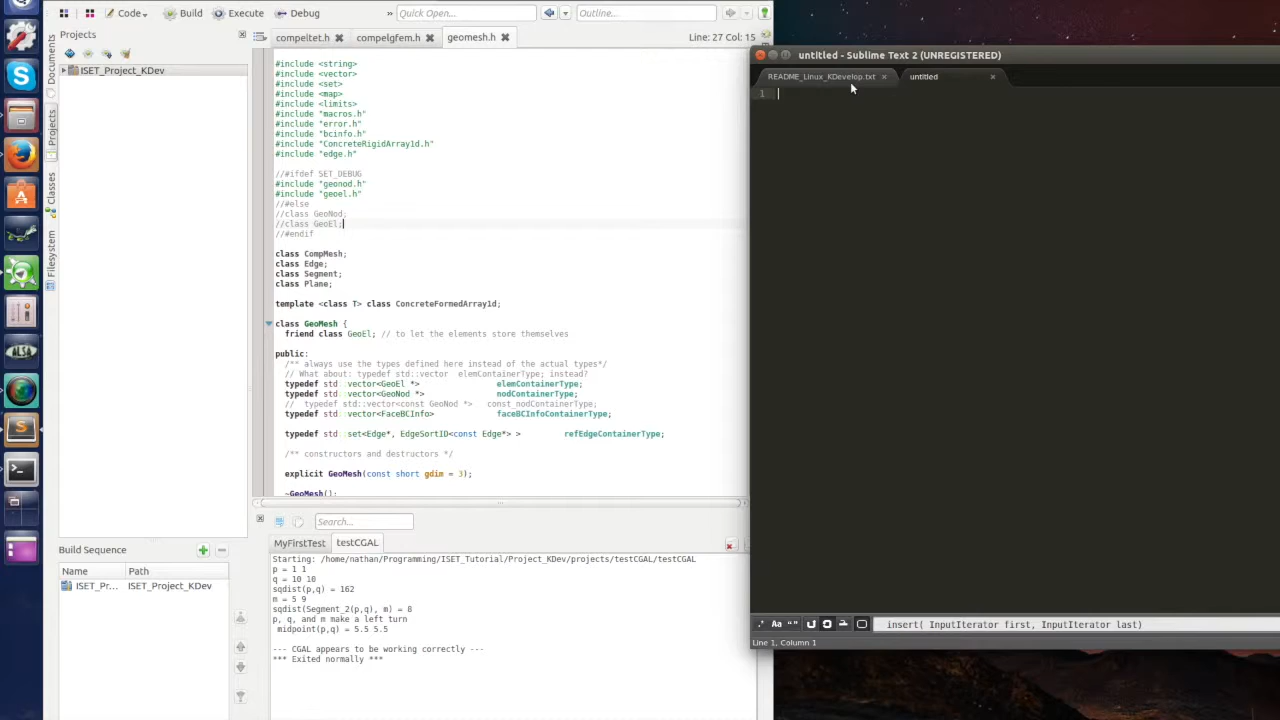 Code
Build
Execute
Debug
»
Quick Open...
Outline...
Projects
compeltet.h
compelgfem.h
geomesh.h
Line: 27 Col: 15
Documents
Projects
Classes
Filesystem
ISET_Project_KDev
#include <string>
#include <vector>
#include <set>
#include <map>
#include <limits>
#include "macros.h"
#include "error.h"
#include "bcinfo.h"
#include "ConcreteRigidArray1d.h"
#include "edge.h"
//#ifdef SET_DEBUG
#include "geonod.h"
#include "geoel.h"
//#else
//class GeoNod;
//class GeoEl;
//#endif
class CompMesh;
class Edge;
class Segment;
class Plane;
template <class T> class ConcreteFormedArray1d;
class GeoMesh {
friend class GeoEl; // to let the elements store themselves
public:
/** always use the types defined here instead of the actual types*/
// What about: typedef std::vector elemContainerType; instead?
typedef std::vector<GeoEl *> elemContainerType;
typedef std::vector<GeoNod *> nodContainerType;
// typedef std::vector<const GeoNod *> const_nodContainerType;
typedef std::vector<FaceBCInfo> faceBCInfoContainerType;
typedef std::set<Edge*, EdgeSortID<const Edge*> > refEdgeContainerType;
/** constructors and destructors */
explicit GeoMesh(const short gdim = 3);
~GeoMesh();
Build Sequence
Name Path
ISET_Pr... ISET_Project_KDev
Search...
MyFirstTest
testCGAL
Starting: /home/nathan/Programming/ISET_Tutorial/Project_KDev/projects/testCGAL/testCGAL
p = 1 1
q = 10 10
sqdist(p,q) = 162
m = 5 9
sqdist(Segment_2(p,q), m) = 8
p, q, and m make a left turn
midpoint(p,q) = 5.5 5.5
--- CGAL appears to be working correctly ---
*** Exited normally ***
untitled - Sublime Text 2 (UNREGISTERED)
README_Linux_KDevelop.txt
untitled
1
.* Aa “”
insert( InputIterator first, InputIterator last)
Line 1, Column 1